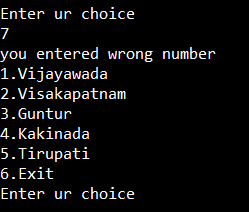 Enter ur choice
7
you entered wrong number
1.Vijayawada
2.Visakapatnam
3.Guntur
4.Kakinada
5.Tirupati
6.Exit
Enter ur choice